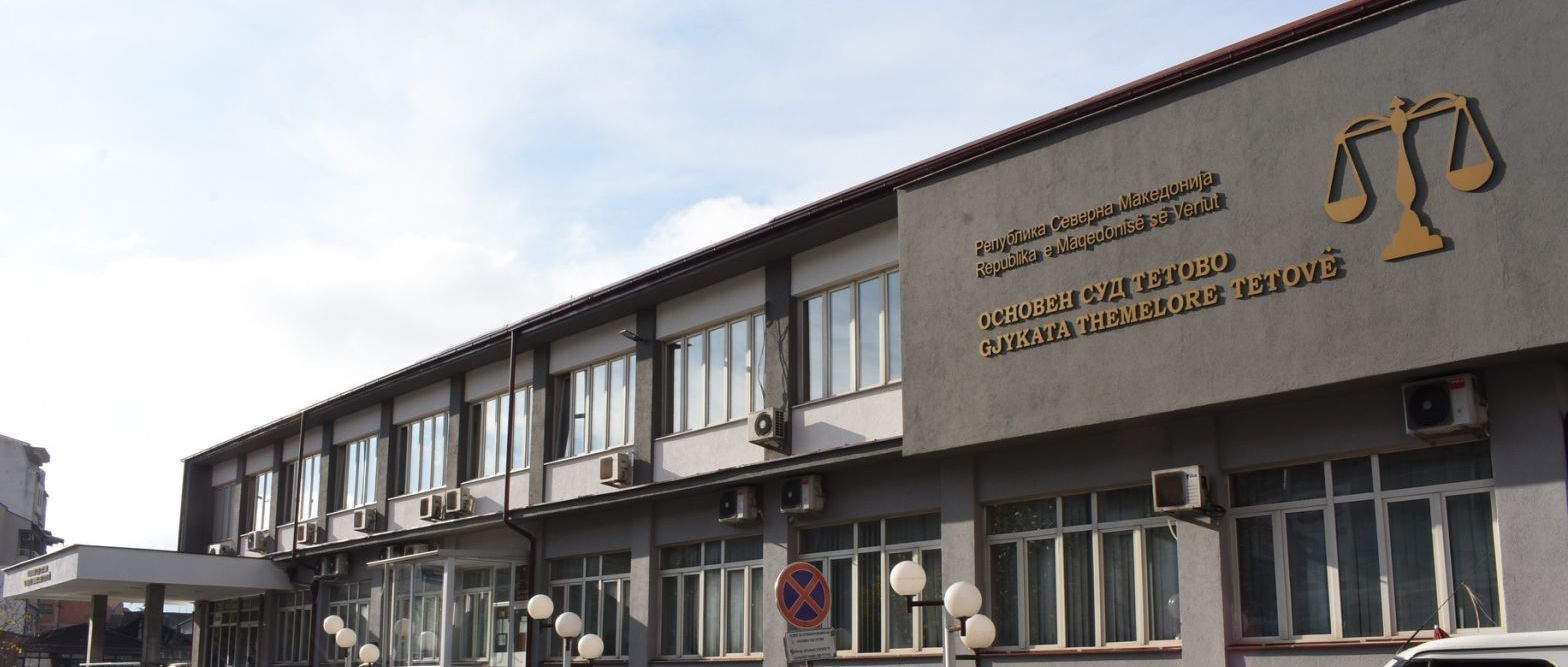 Република Северна Македонија
Republika e Maqedonisë së Veriut
ОСНОВЕН СУД ТЕТОВО
GJYKATA THEMELORE TETOVË